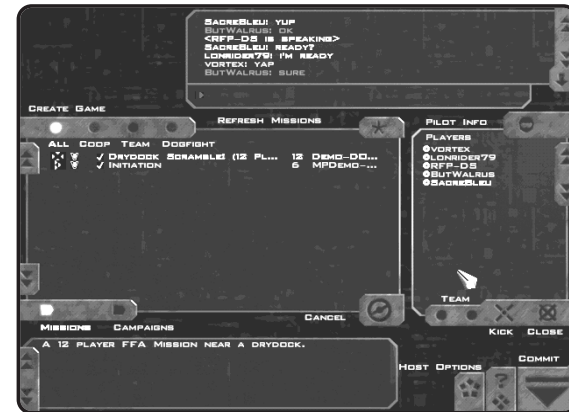 SacreBleu: yup
ButWalrus: ok
<RFP-DS is speaking>
SacreBleu: ready?
Lonrider79: I'm ready
Vortex: yap
ButWalrus: sure
Create Game
Refresh Missions
Pilot Info
All Coop Team Dogfight
Players
Drydock Scramble! (12 Pl... 12 Demo-DO...
Initiation 6 MPDemo-...
Vortex
Lonrider79
RFP-DS
ButWalrus
SacreBleu
Team
Cancel
Kick Close
Missions Campaigns
A 12 player FFA Mission near a drydock.
Host Options
Commit